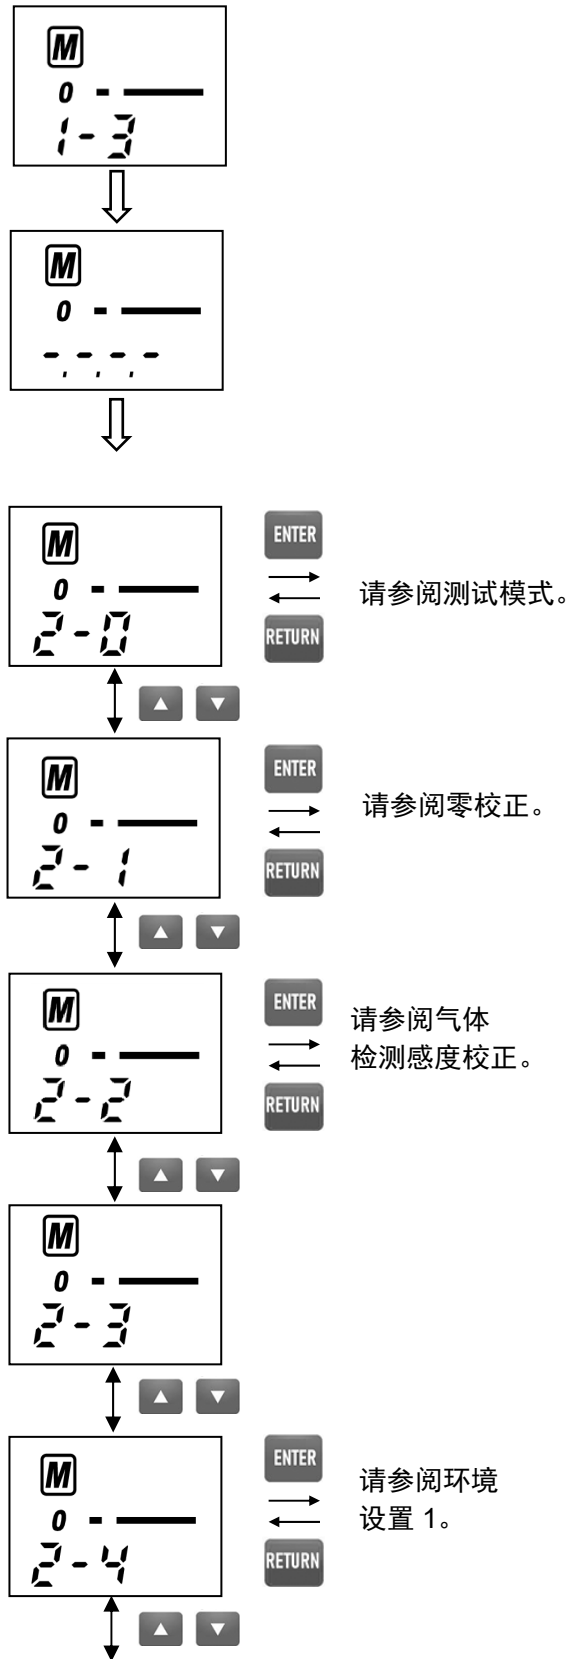 M
0
1-3
M
0
-.-.-.-
M
0
2-0
ENTER
RETURN
请参阅测试模式。
M
0
2-1
ENTER
RETURN
请参阅零校正。
M
0
2-2
ENTER
RETURN
请参阅气体
检测感度校正。
M
0
2-3
M
0
2-4
ENTER
RETURN
请参阅环境
设置 1。